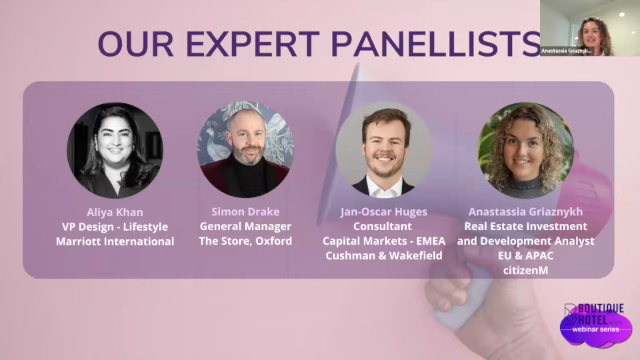 OUR EXPERT PANELLISTS
Anastassia Griaznyk...
Aliya Khan
VP Design - Lifestyle
Marriott International
Simon Drake
General Manager
The Store, Oxford
Jan-Oscar Huges
Consultant
Capital Markets - EMEA
Cushman & Wakefield
Anastassia Griaznykh
Real Estate Investment
and Development Analyst
EU & APAC
citizenM
BOUTIQUE
HOTEL
webinar series